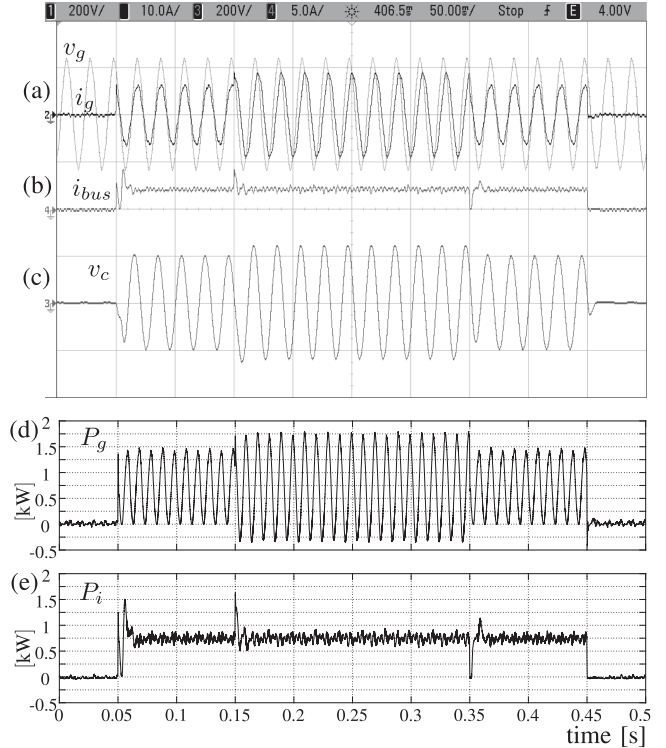 1 200V/ 10.0A/ 3 200V/ 4 5.0A/ 406.5m 50.00m/ Stop E 4.00V
v_g
(a)
i_g
2
(b)
i_bus
4
(c)
v_c
3
(d)
P_g
2
1.5
1
0.5
0
-0.5
[kW]
(e)
P_i
2
1.5
1
0.5
0
-0.5
[kW]
0 0.05 0.1 0.15 0.2 0.25 0.3 0.35 0.4 0.45 0.5
time [s]